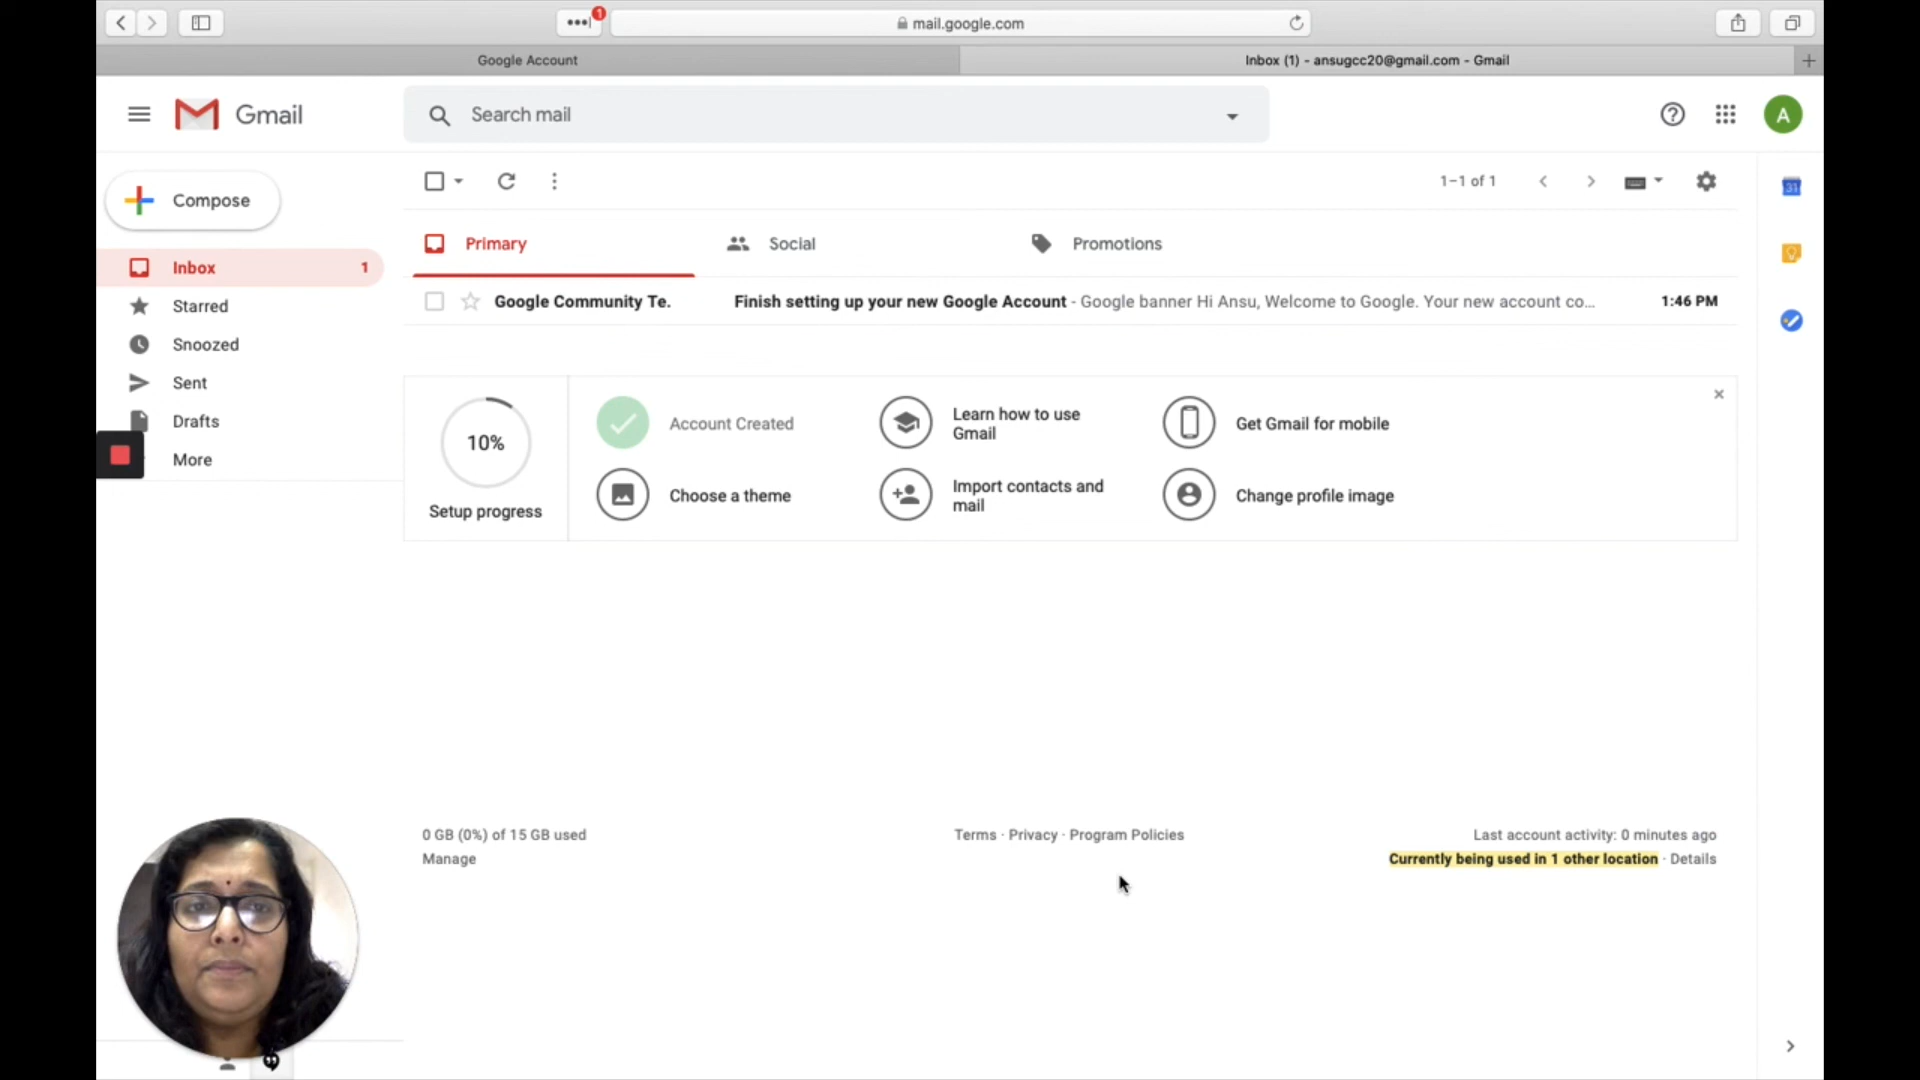 1
mail.google.com
Google Account
Inbox (1) - ansugcc20@gmail.com - Gmail
Gmail
Search mail
A
Compose
1–1 of 1
31
Primary
Social
Promotions
Inbox 1
Starred
Snoozed
Sent
Drafts
More
Google Community Te. Finish setting up your new Google Account - Google banner Hi Ansu, Welcome to Google. Your new account co... 1:46 PM
10%
Setup progress
Account Created
Learn how to use
Gmail
Get Gmail for mobile
Choose a theme
Import contacts and
mail
Change profile image
0 GB (0%) of 15 GB used
Manage
Terms · Privacy · Program Policies
Last account activity: 0 minutes ago
Currently being used in 1 other location · Details